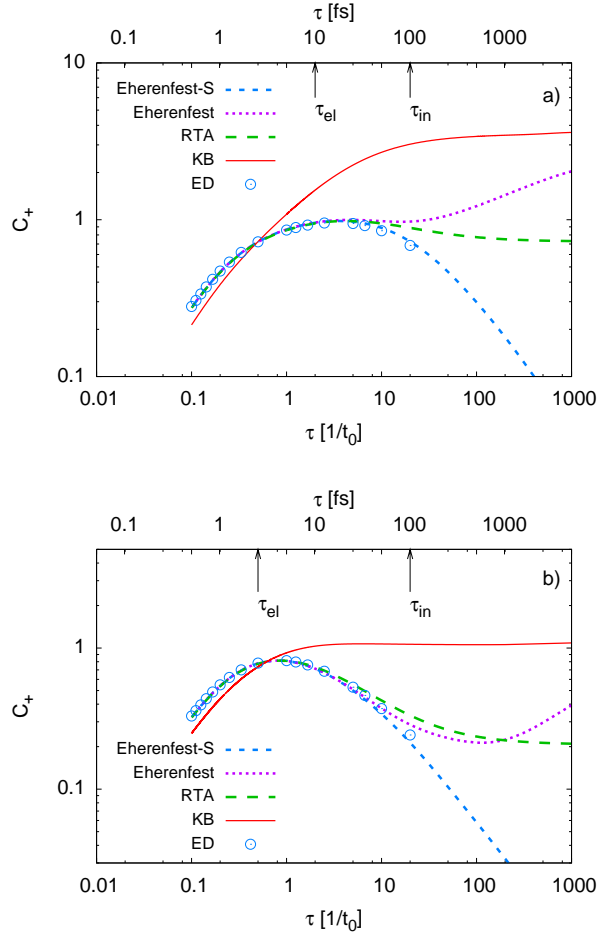 τ [fs]
0.1 1 10 100 1000
10
1
0.1
C+
Eherenfest-S
Eherenfest
RTA
KB
ED
τel
τin
a)
0.01 0.1 1 10 100 1000
τ [1/t0]
τ [fs]
0.1 1 10 100 1000
1
0.1
C+
τel
τin
b)
Eherenfest-S
Eherenfest
RTA
KB
ED
0.01 0.1 1 10 100 1000
τ [1/t0]